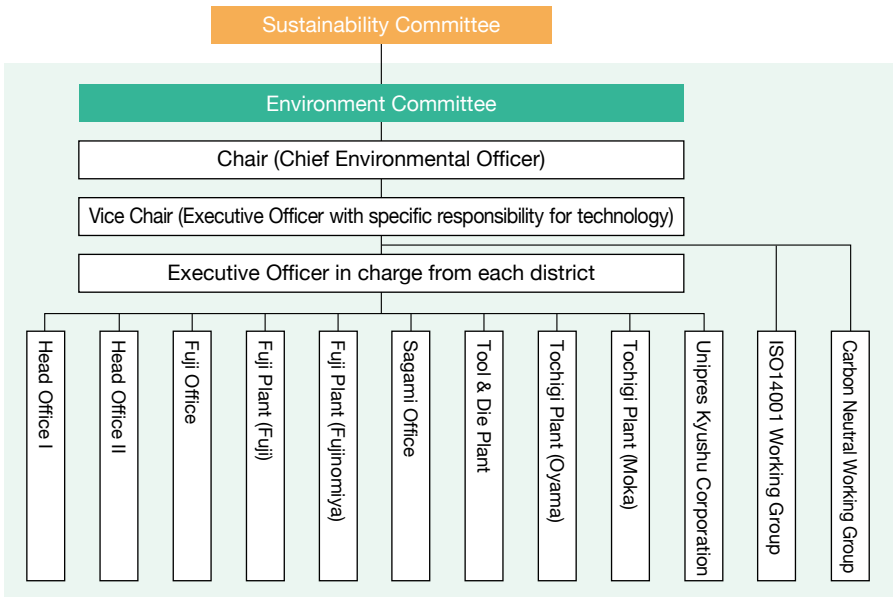 Sustainability Committee
Environment Committee
Chair (Chief Environmental Officer)
Vice Chair (Executive Officer with specific responsibility for technology)
Executive Officer in charge from each district
Head Office I
Head Office II
Fuji Office
Fuji Plant (Fuji)
Fuji Plant (Fujinomiya)
Sagami Office
Tool & Die Plant
Tochigi Plant (Oyama)
Tochigi Plant (Moka)
Unipres Kyushu Corporation
ISO14001 Working Group
Carbon Neutral Working Group